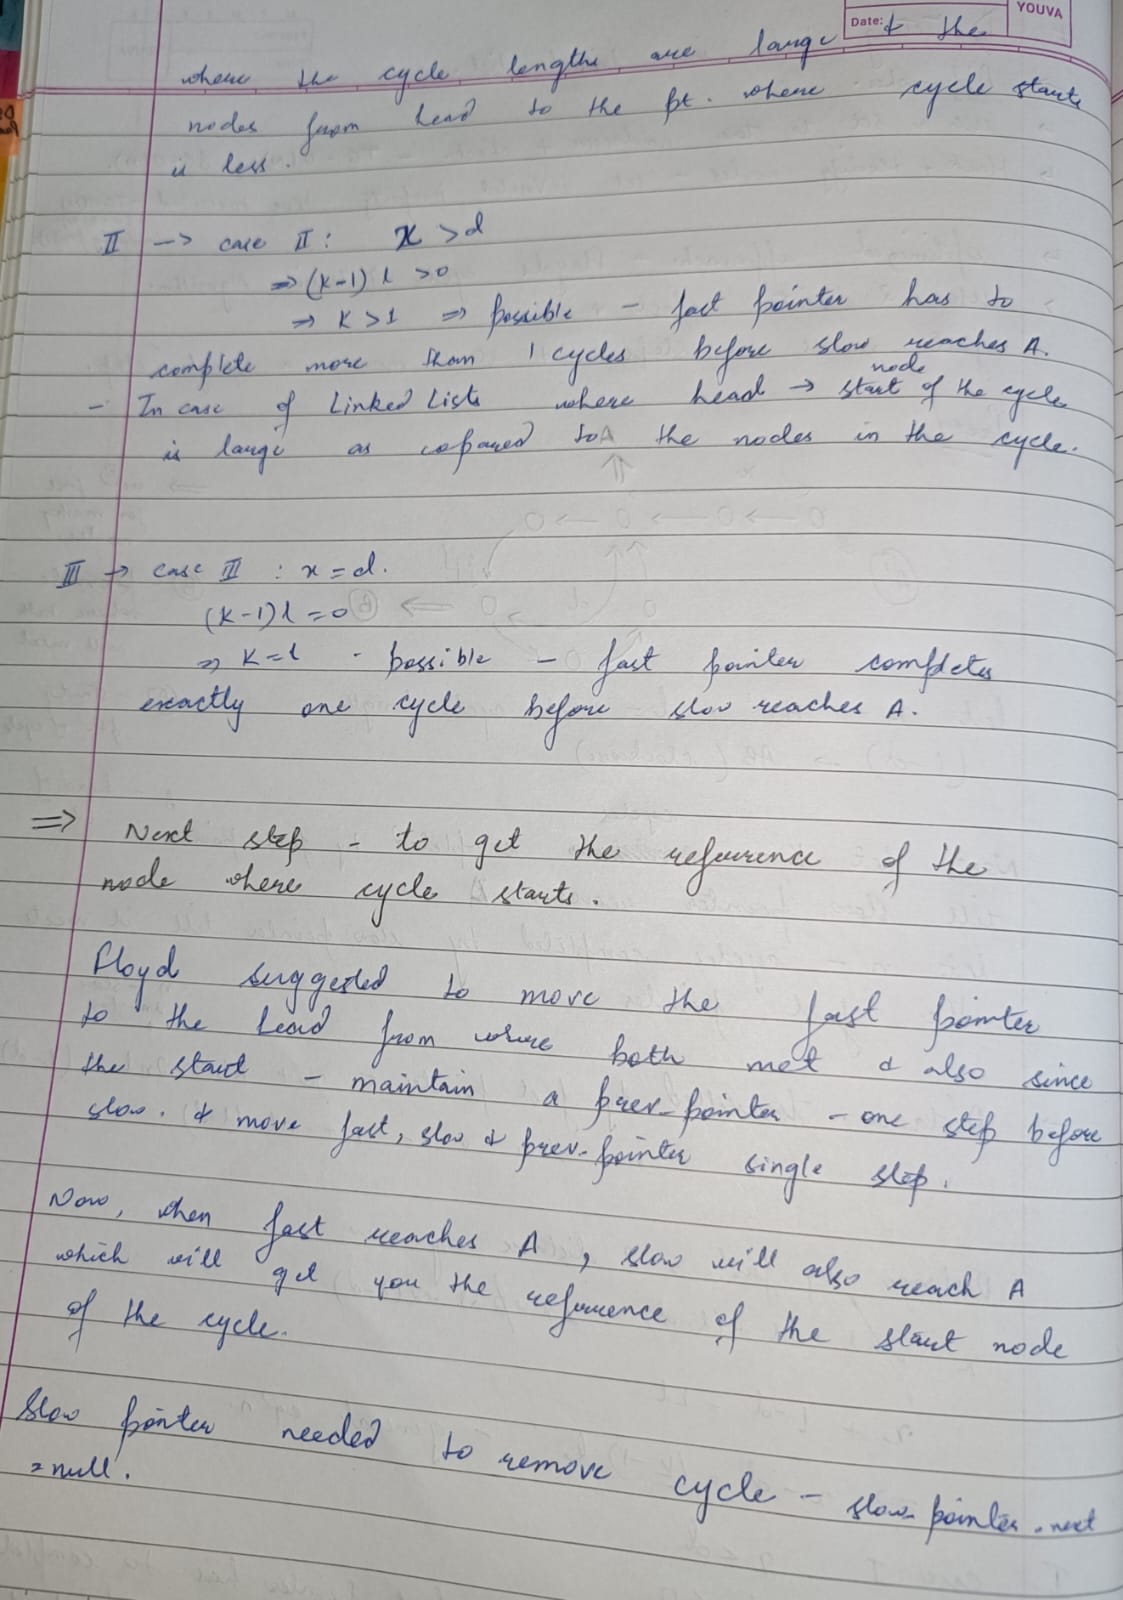 YOUVA
Date:
where the cycle lengths are large & the
nodes from head to the pt. where cycle starts
is less.
II -> case II : x > d
=> (k-1) l > 0
=> k > 1 => possible - fast pointer has to
complete more than 1 cycles before slow reaches A.
- In case of Linked Lists where head -> start node of the cycle
is large as copared to A the nodes in the cycle.
III -> case III : x = d.
(k-1) l = 0
=> k = 1 - possible - fast pointer completes
exactly one cycle before slow reaches A.
=> Next step - to get the reference of the
node where cycle starts.
Floyd suggested to move the fast pointer
to the head from where both met & also since
the start - maintain a prev-pointer - one step before
slow. & move fast, slow & prev-pointer single step.
Now, when fast reaches A, slow will also reach A
which will get you the reference of the start node
of the cycle.
Slow pointer needed to remove cycle - slow-pointer.next
= null.